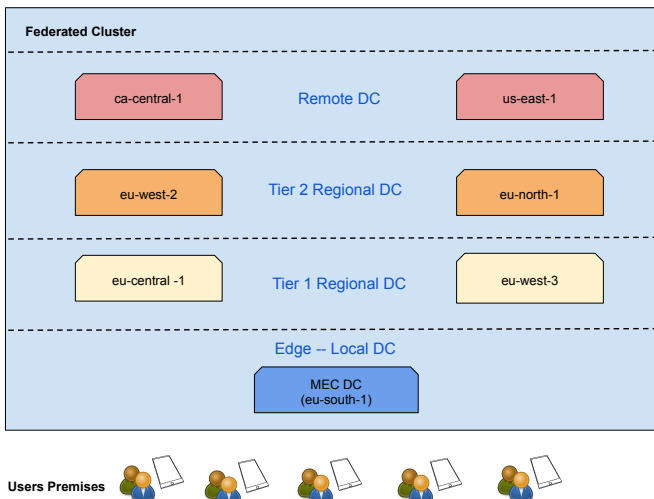 Federated Cluster
ca-central-1
Remote DC
us-east-1
eu-west-2
Tier 2 Regional DC
eu-north-1
eu-central -1
Tier 1 Regional DC
eu-west-3
Edge -- Local DC
MEC DC
(eu-south-1)
Users Premises